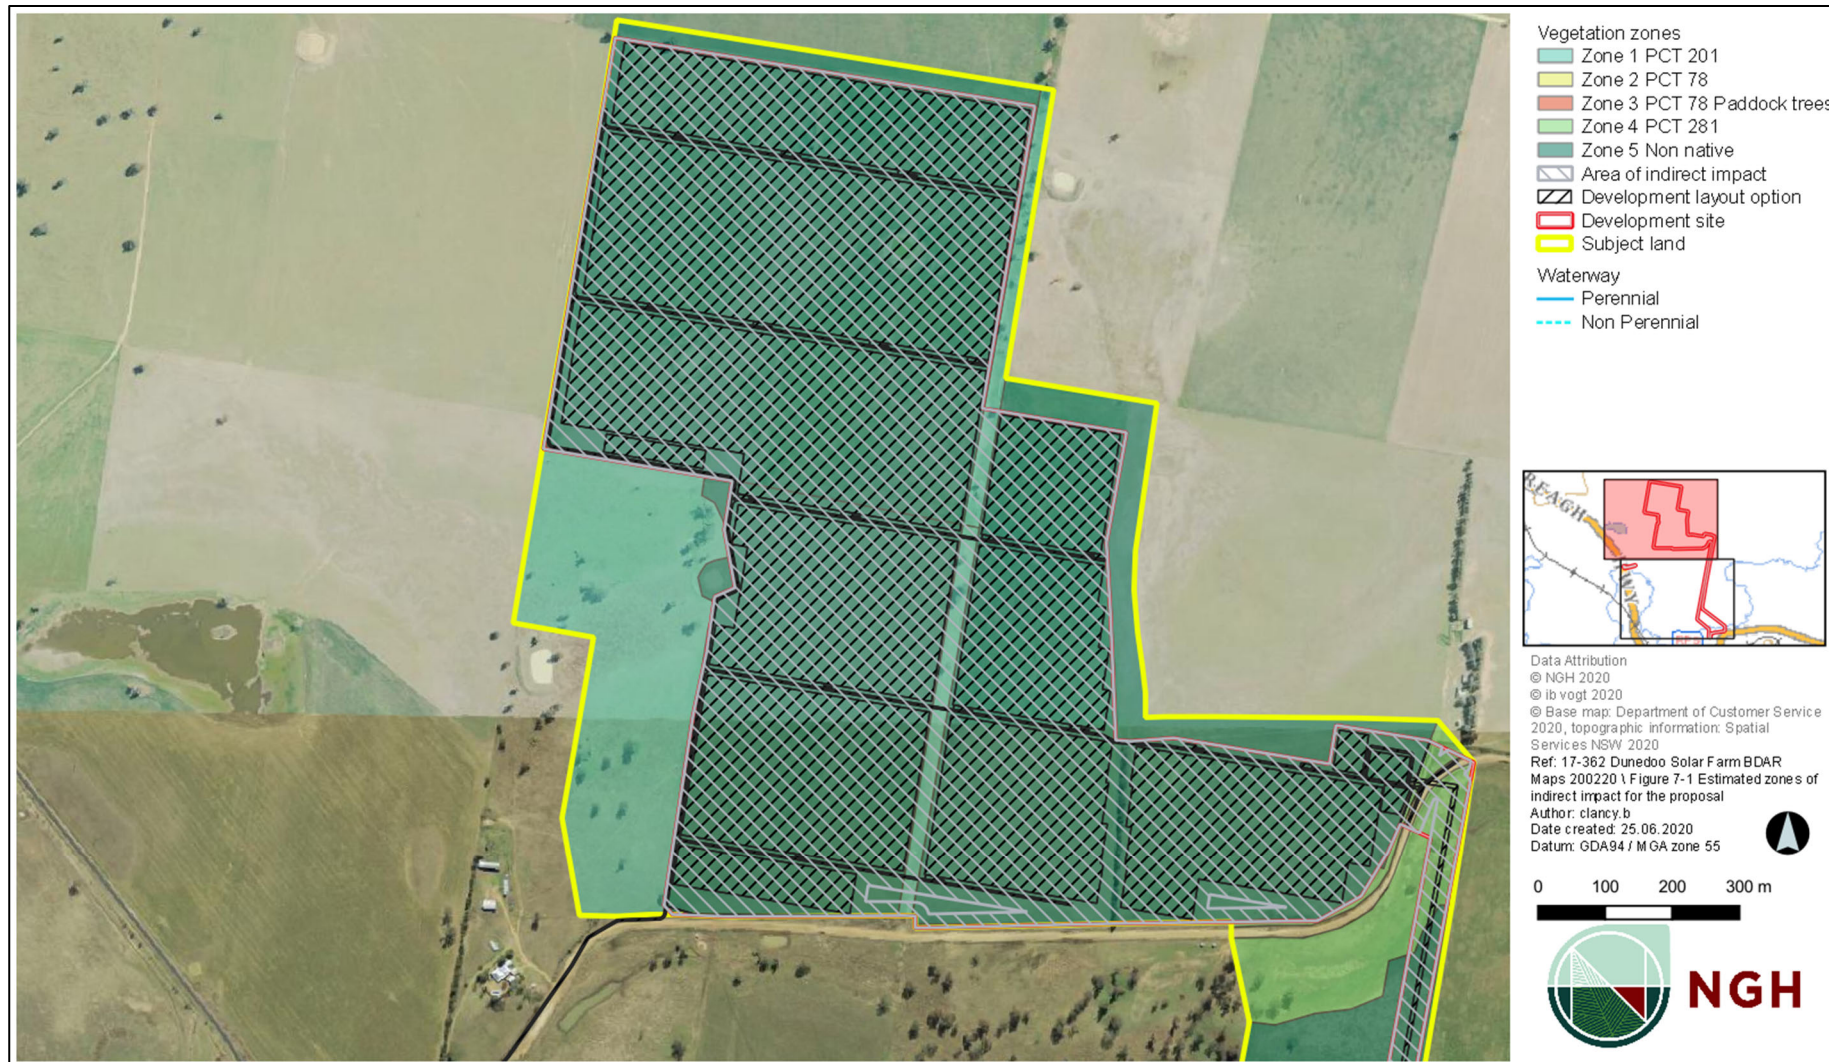 Vegetation zones
Zone 1 PCT 201
Zone 2 PCT 78
Zone 3 PCT 78 Paddock trees
Zone 4 PCT 281
Zone 5 Non native
Area of indirect impact
Development layout option
Development site
Subject land
Waterway
Perennial
Non Perennial
REAGH
WY
Data Attribution
© NGH 2020
© ib vogt 2020
© Base map: Department of Customer Service
2020, topographic information: Spatial
Services NSW 2020
Ref: 17-362 Dunedoo Solar Farm BDAR
Maps 200220 \ Figure 7-1 Estimated zones of
indirect impact for the proposal
Author: clancy.b
Date created: 25.06.2020
Datum: GDA94 / MGA zone 55
0 100 200 300 m
NGH